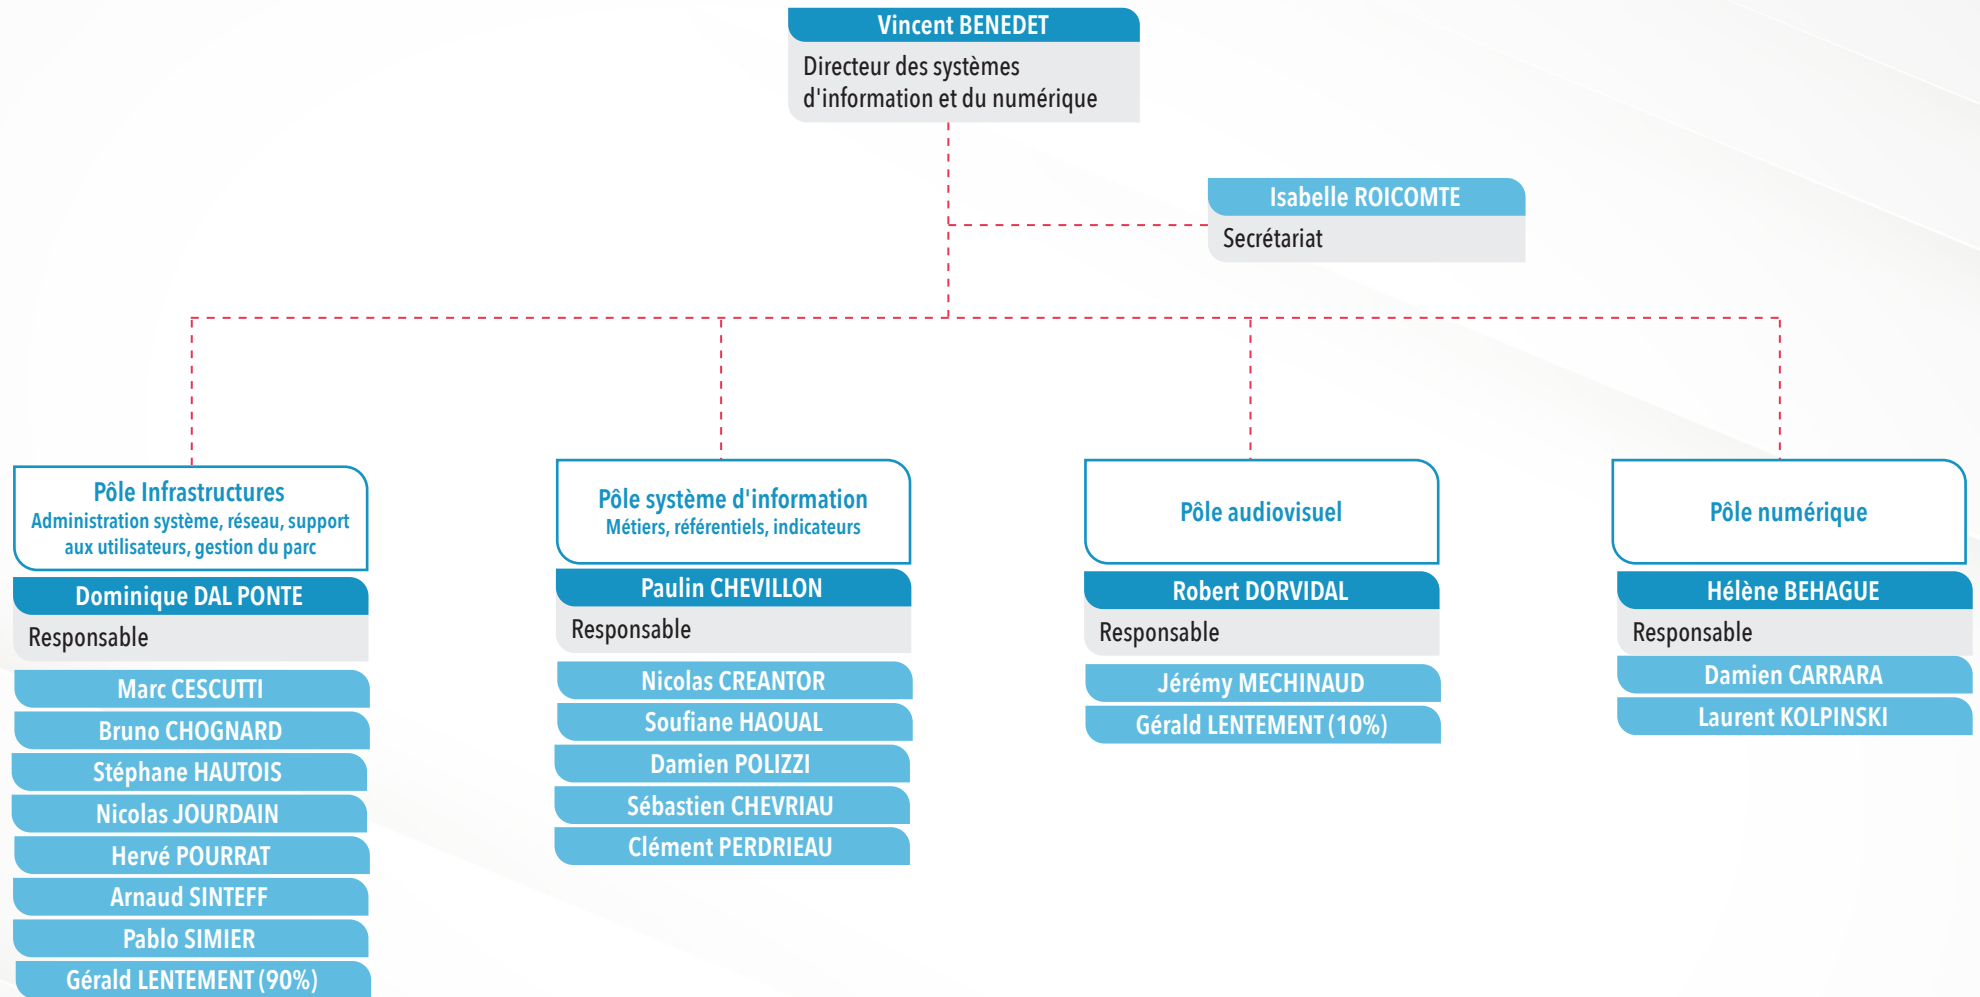 Vincent BENEDET
Directeur des systèmes
d'information et du numérique
Isabelle ROICOMTE
Secrétariat
Pôle Infrastructures
Administration système, réseau, support
aux utilisateurs, gestion du parc
Dominique DAL PONTE
Responsable
Marc CESCUTTI
Bruno CHOGNARD
Stéphane HAUTOIS
Nicolas JOURDAIN
Hervé POURRAT
Arnaud SINTEFF
Pablo SIMIER
Gérald LENTEMENT (90%)
Pôle système d'information
Métiers, référentiels, indicateurs
Paulin CHEVILLON
Responsable
Nicolas CREANTOR
Soufiane HAOUAL
Damien POLIZZI
Sébastien CHEVRIAU
Clément PERDRIEAU
Pôle audiovisuel
Robert DORVIDAL
Responsable
Jérémy MECHINAUD
Gérald LENTEMENT (10%)
Pôle numérique
Hélène BEHAGUE
Responsable
Damien CARRARA
Laurent KOLPINSKI